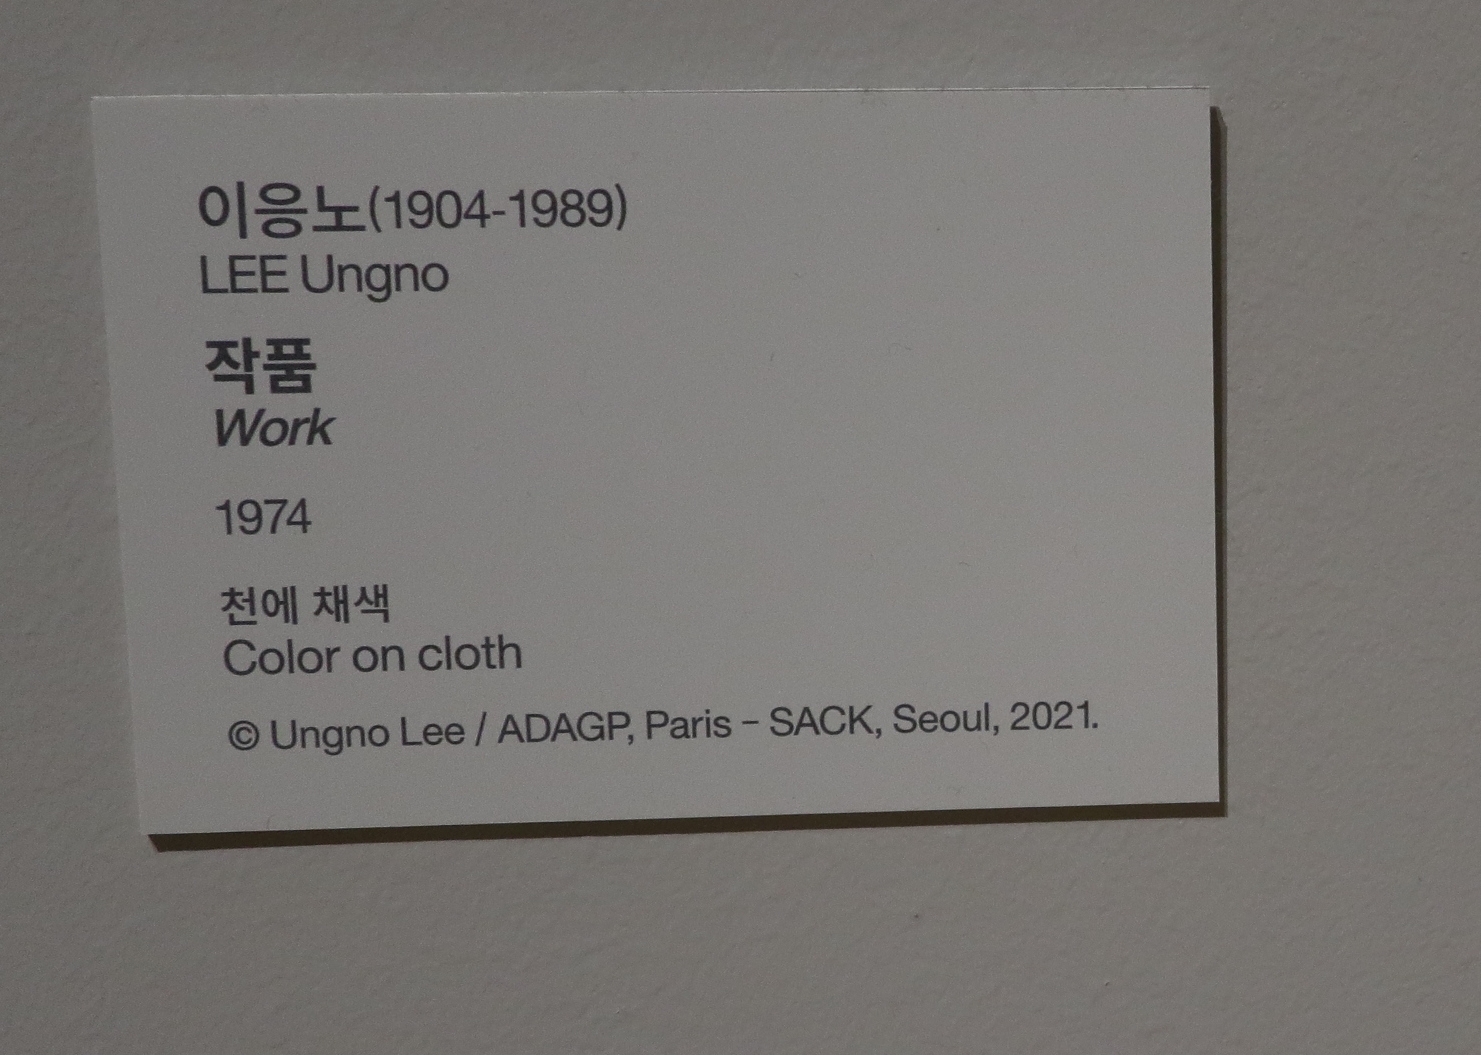 이응노(1904-1989)
LEE Ungno
작품
Work
1974
천에 채색
Color on cloth
© Ungno Lee / ADAGP, Paris – SACK, Seoul, 2021.